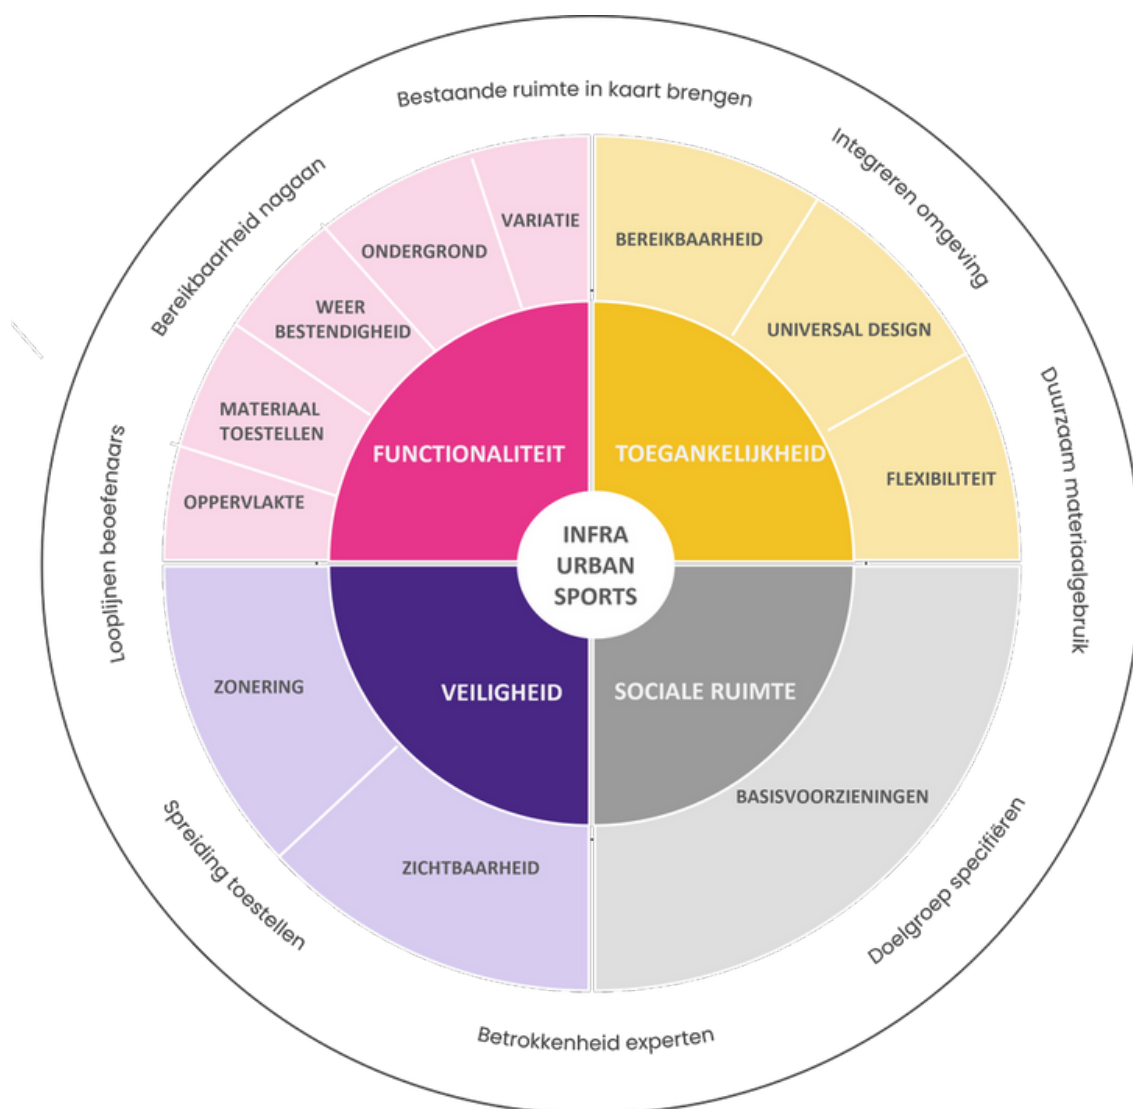 Bestaande ruimte in kaart brengen
Integreren omgeving
Duurzaam materiaalgebruik
Doelgroep specifiëren
Betrokkenheid experten
Spreiding toestellen
Looplijnen beoefenaars
Bereikbaarheid nagaan
VARIATIE
ONDERGROND
WEER
BESTENDIGHEID
MATERIAAL
TOESTELLEN
OPPERVLAKTE
FUNCTIONALITEIT
BEREIKBAARHEID
UNIVERSAL DESIGN
FLEXIBILITEIT
TOEGANKELIJKHEID
INFRA
URBAN
SPORTS
VEILIGHEID
ZONERING
ZICHTBAARHEID
SOCIALE RUIMTE
BASISVOORZIENINGEN